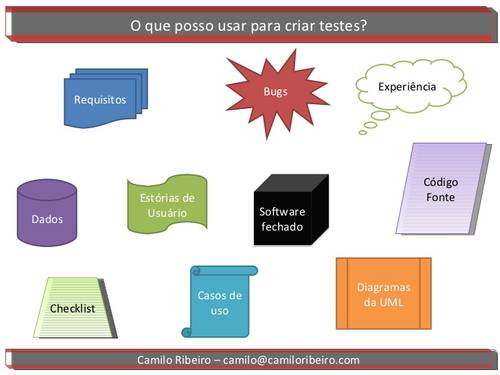 O que posso usar para criar testes?
Requisitos
Bugs
Experiência
Dados
Estórias de
Usuário
Software
fechado
Código
Fonte
Checklist
Casos de
uso
Diagramas
da UML
Camilo Ribeiro – camilo@camiloribeiro.com